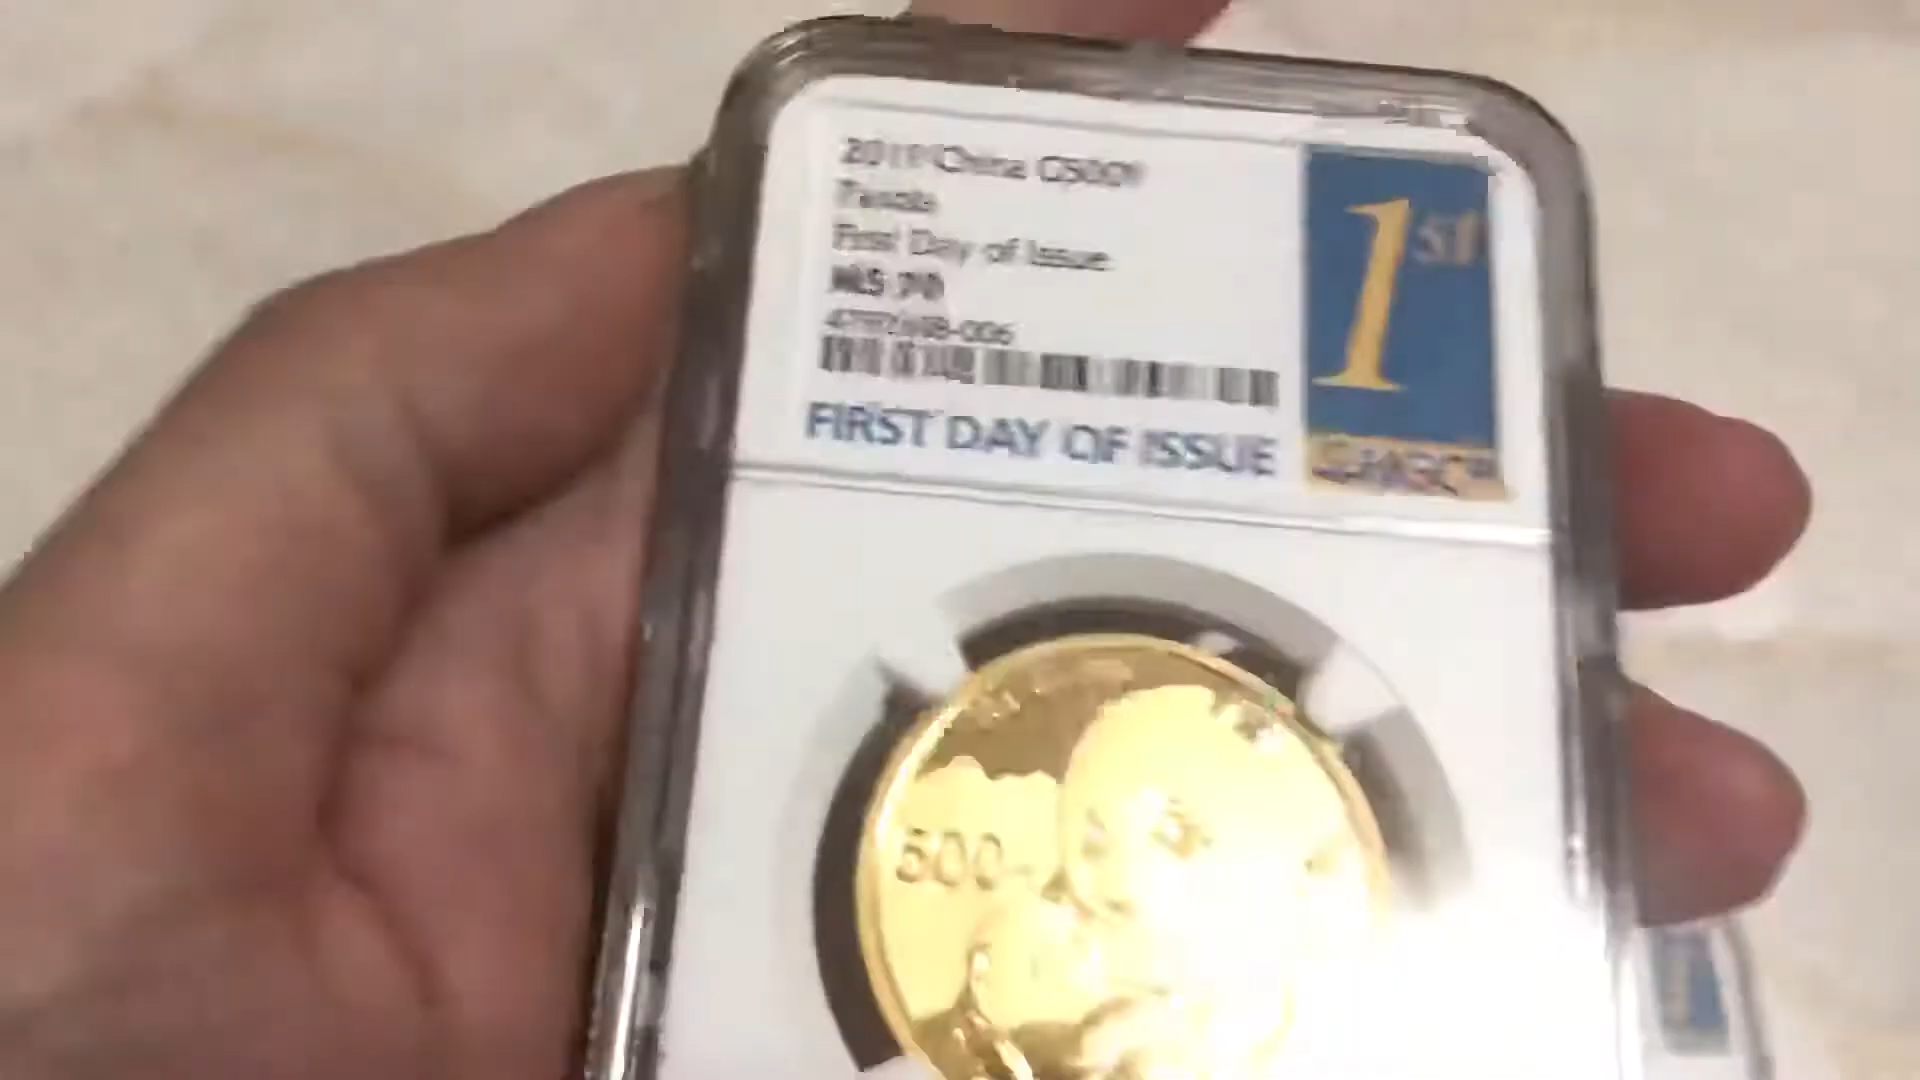 2019 China G500Y
Panda
First Day of Issue
MS 70
FIRST DAY OF ISSUE
1st
500